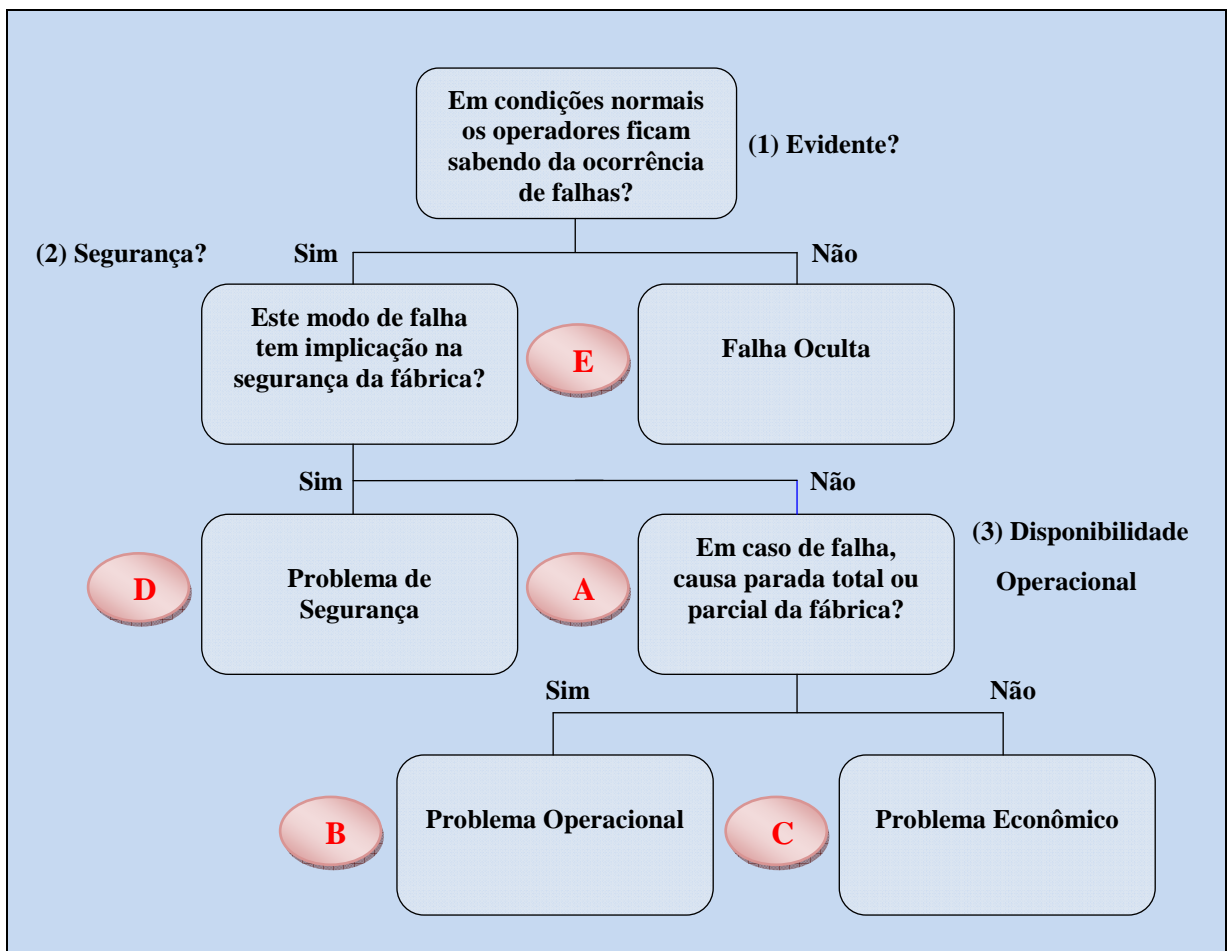 Em condições normais
os operadores ficam
sabendo da ocorrência
de falhas?
(1) Evidente?
(2) Segurança?
Sim
Não
Este modo de falha
tem implicação na
segurança da fábrica?
E
Falha Oculta
Sim
Não
D
Problema de
Segurança
A
Em caso de falha,
causa parada total ou
parcial da fábrica?
(3) Disponibilidade
Operacional
Sim
Não
B
Problema Operacional
C
Problema Econômico